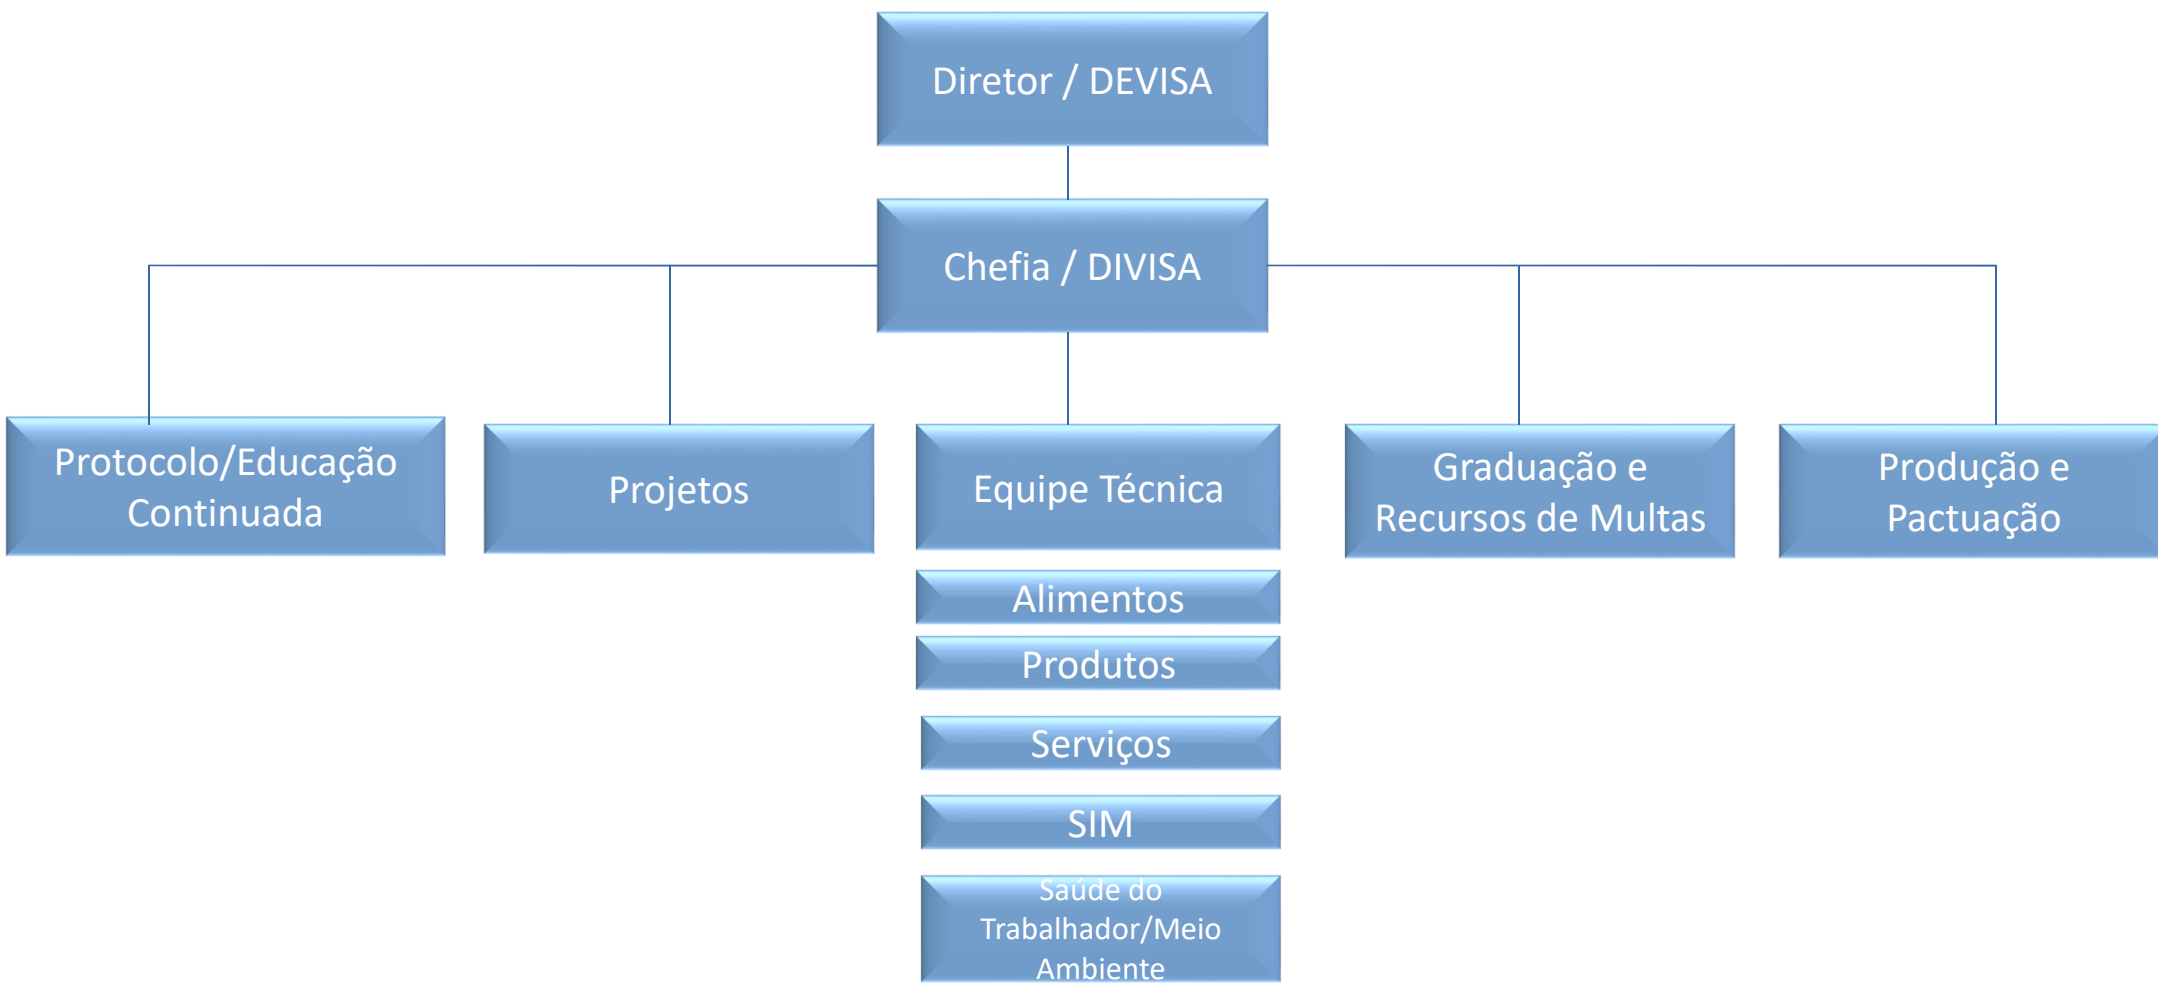 Diretor / DEVISA
Chefia / DIVISA
Protocolo/Educação
Continuada
Projetos
Equipe Técnica
Graduação e
Recursos de Multas
Produção e
Pactuação
Alimentos
Produtos
Serviços
SIM
Saúde do
Trabalhador/Meio
Ambiente